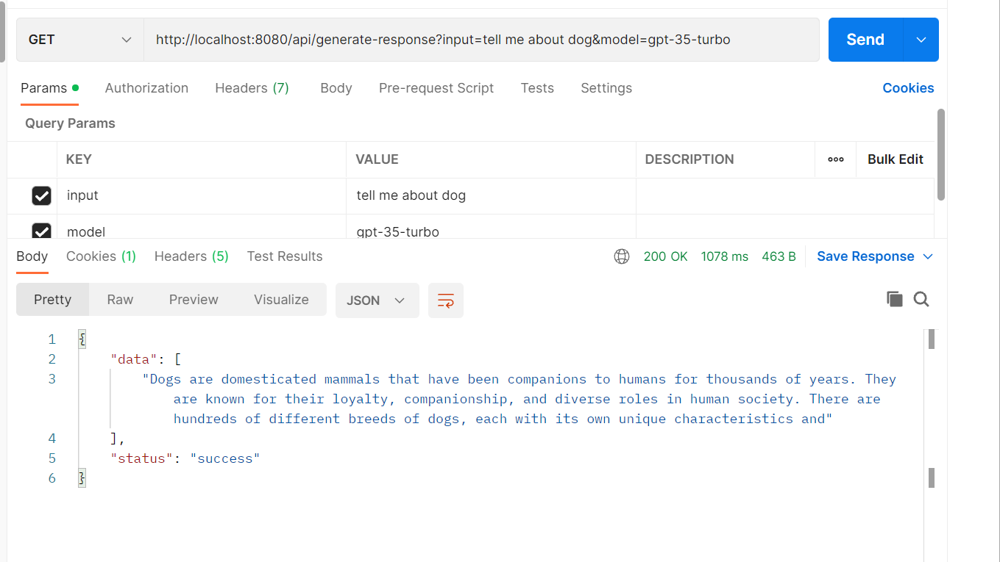 GET http://localhost:8080/api/generate-response?input=tell me about dog&model=gpt-35-turbo Send
Params Authorization Headers (7) Body Pre-request Script Tests Settings Cookies
Query Params
KEY VALUE DESCRIPTION ooo Bulk Edit
input tell me about dog
model gpt-35-turbo
Body Cookies (1) Headers (5) Test Results 200 OK 1078 ms 463 B Save Response
Pretty Raw Preview Visualize JSON
1 {
2 "data": [
3 "Dogs are domesticated mammals that have been companions to humans for thousands of years. They
are known for their loyalty, companionship, and diverse roles in human society. There are
hundreds of different breeds of dogs, each with its own unique characteristics and"
4 ],
5 "status": "success"
6 }